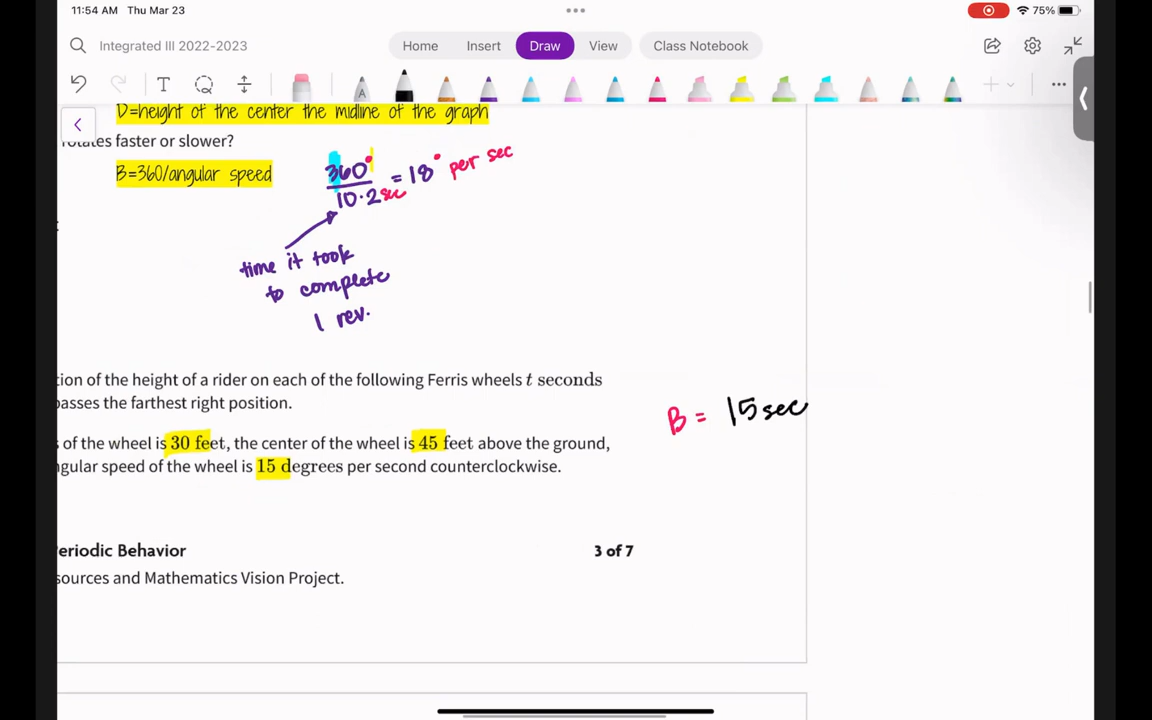 11:54 AM Thu Mar 23
75%
Integrated III 2022-2023
Home Insert Draw View Class Notebook
T
A
D=height of the center the midline of the graph
rotates faster or slower?
B=360/angular speed
360°
10·2sec
=18° per sec
time it took
to complete
1 rev.
tion of the height of a rider on each of the following Ferris wheels t seconds
passes the farthest right position.
B = 15sec
s of the wheel is 30 feet, the center of the wheel is 45 feet above the ground,
ngular speed of the wheel is 15 degrees per second counterclockwise.
Periodic Behavior
3 of 7
sources and Mathematics Vision Project.